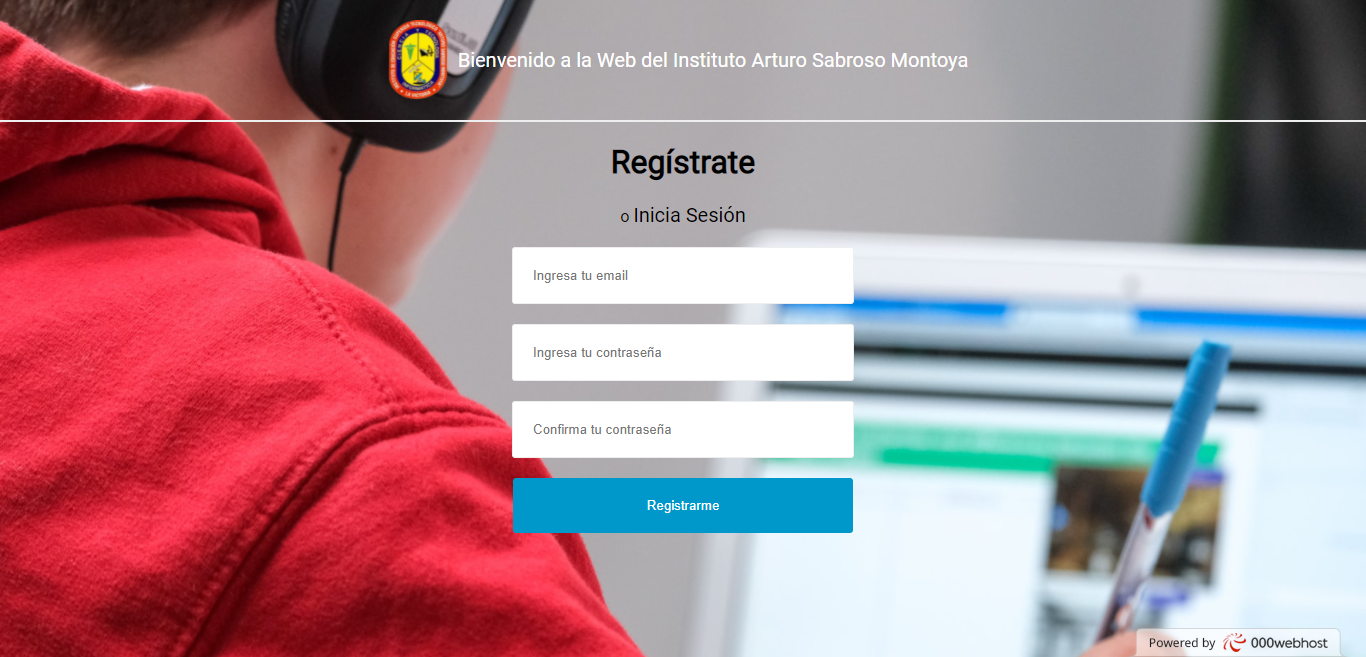 Bienvenido a la Web del Instituto Arturo Sabroso Montoya
Regístrate
o Inicia Sesión
Ingresa tu email
Ingresa tu contraseña
Confirma tu contraseña
Registrarme
Powered by 000webhost